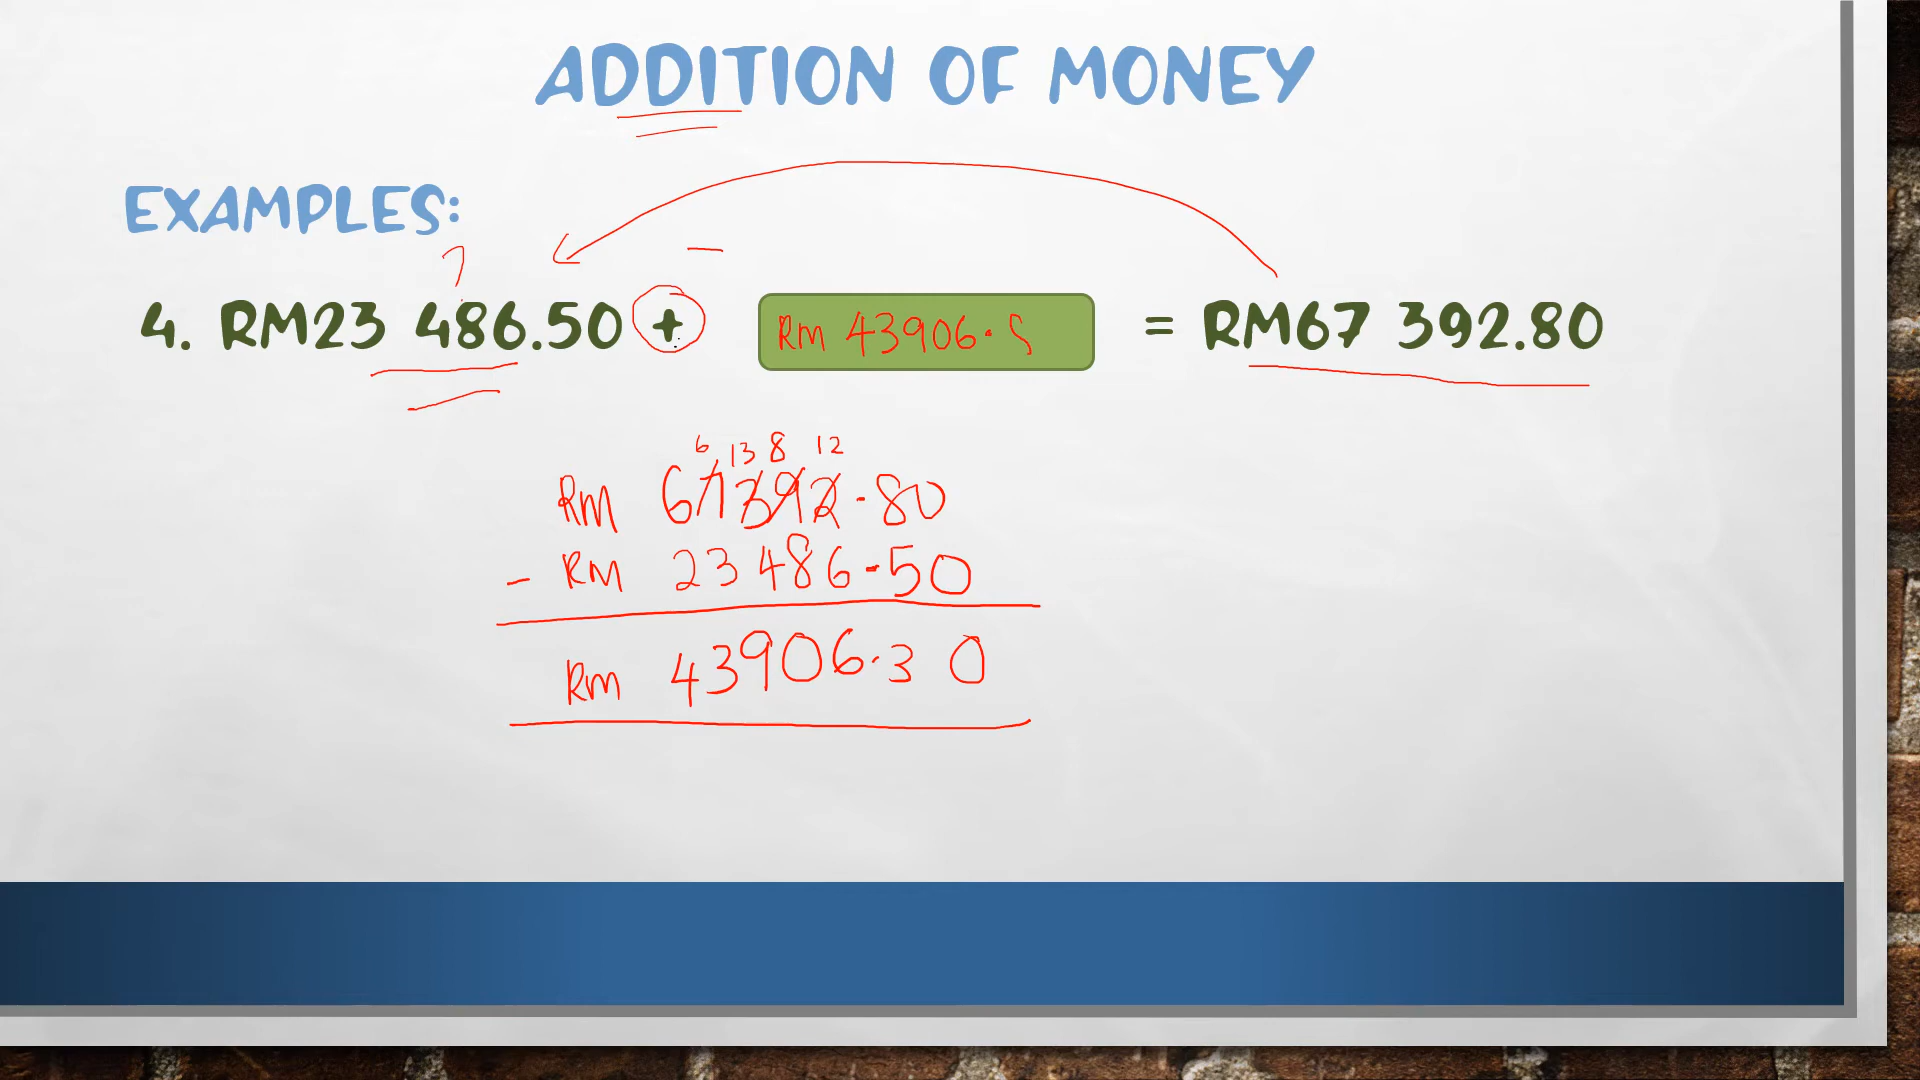 ADDITION OF MONEY
EXAMPLES:
?
4. RM23 486.50 + Rm 43906.5 = RM67 392.80
6 13 8 12
Rm 67392.80
- Rm 23486.50
Rm 43906.30